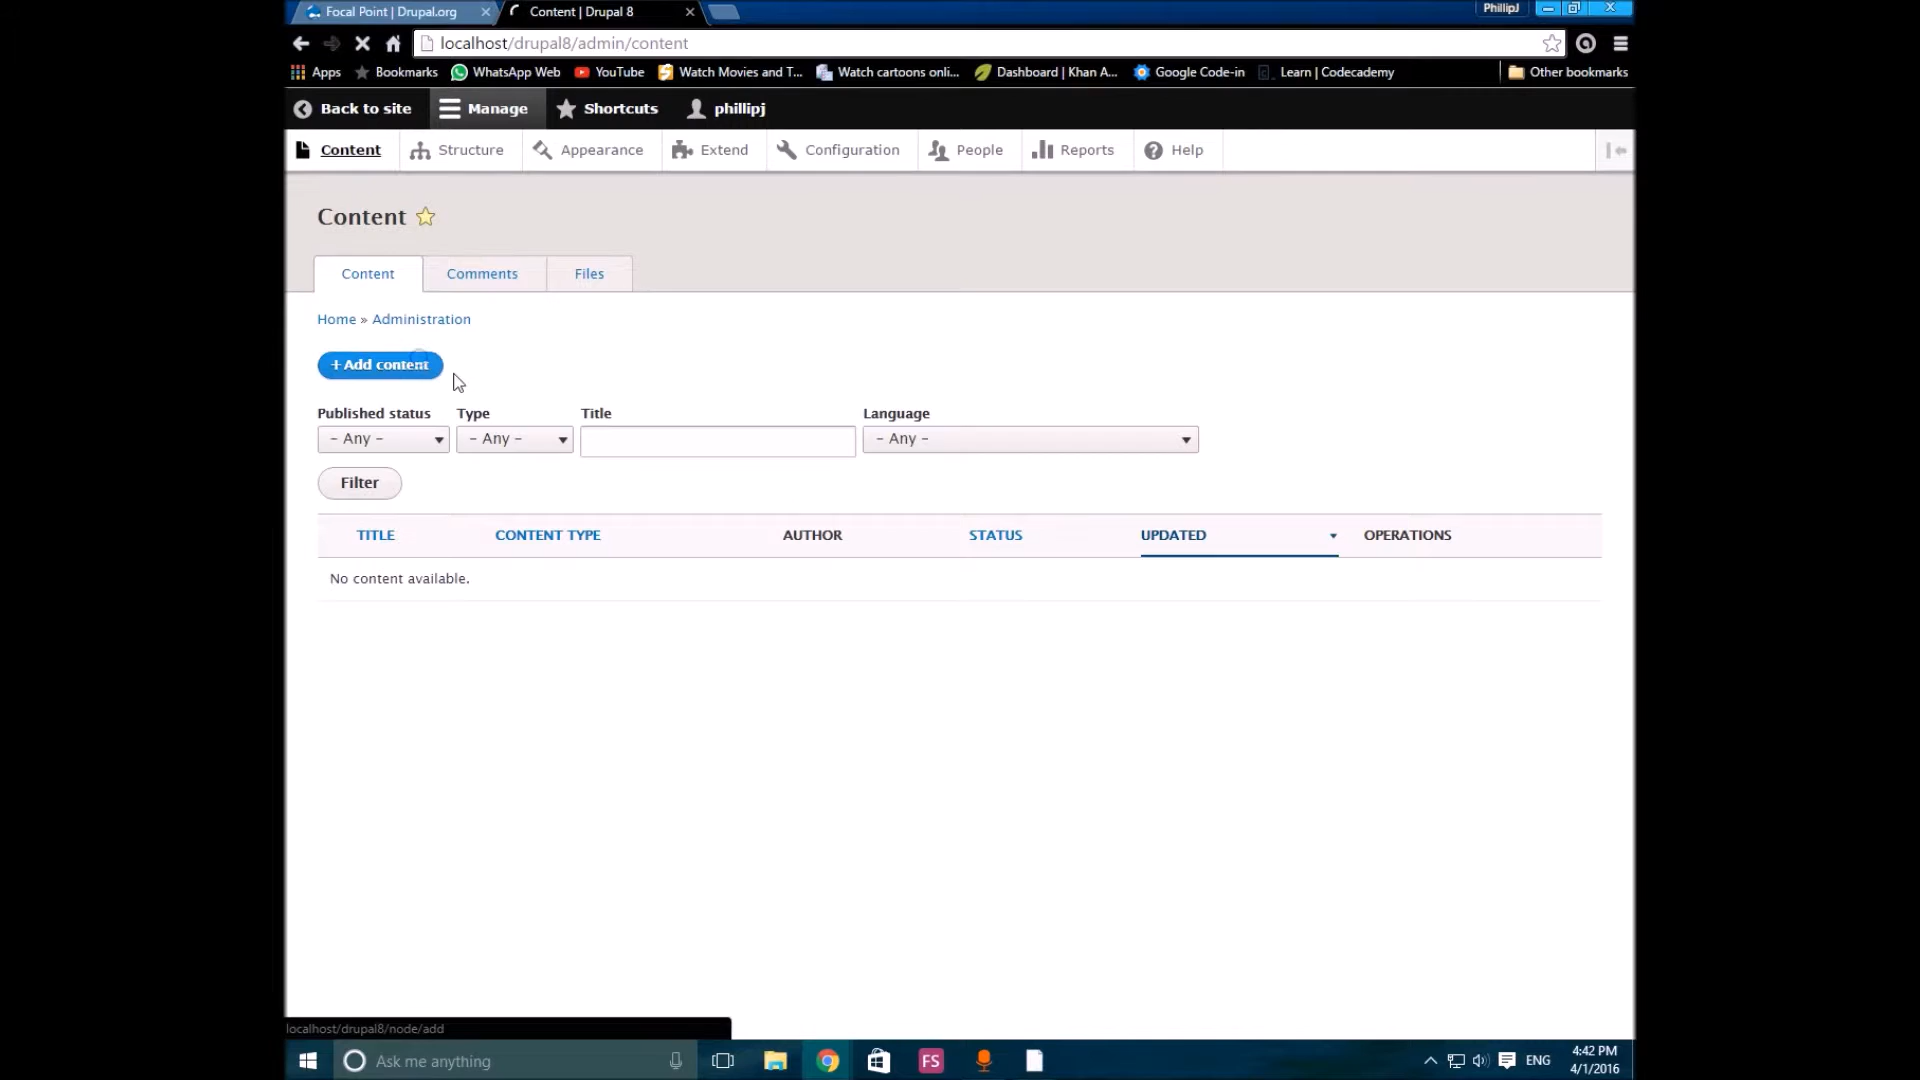 Focal Point | Drupal.org
Content | Drupal 8
PhillipJ
localhost/drupal8/admin/content
Apps Bookmarks WhatsApp Web YouTube Watch Movies and T... Watch cartoons onli... Dashboard | Khan A... Google Code-in Learn | Codecademy Other bookmarks
Back to site Manage Shortcuts phillipj
Content Structure Appearance Extend Configuration People Reports Help
Content
Content Comments Files
Home » Administration
+ Add content
Published status Type Title Language
- Any - - Any - - Any -
Filter
TITLE CONTENT TYPE AUTHOR STATUS UPDATED OPERATIONS
No content available.
localhost/drupal8/node/add
Ask me anything
FS
ENG
4:42 PM
4/1/2016